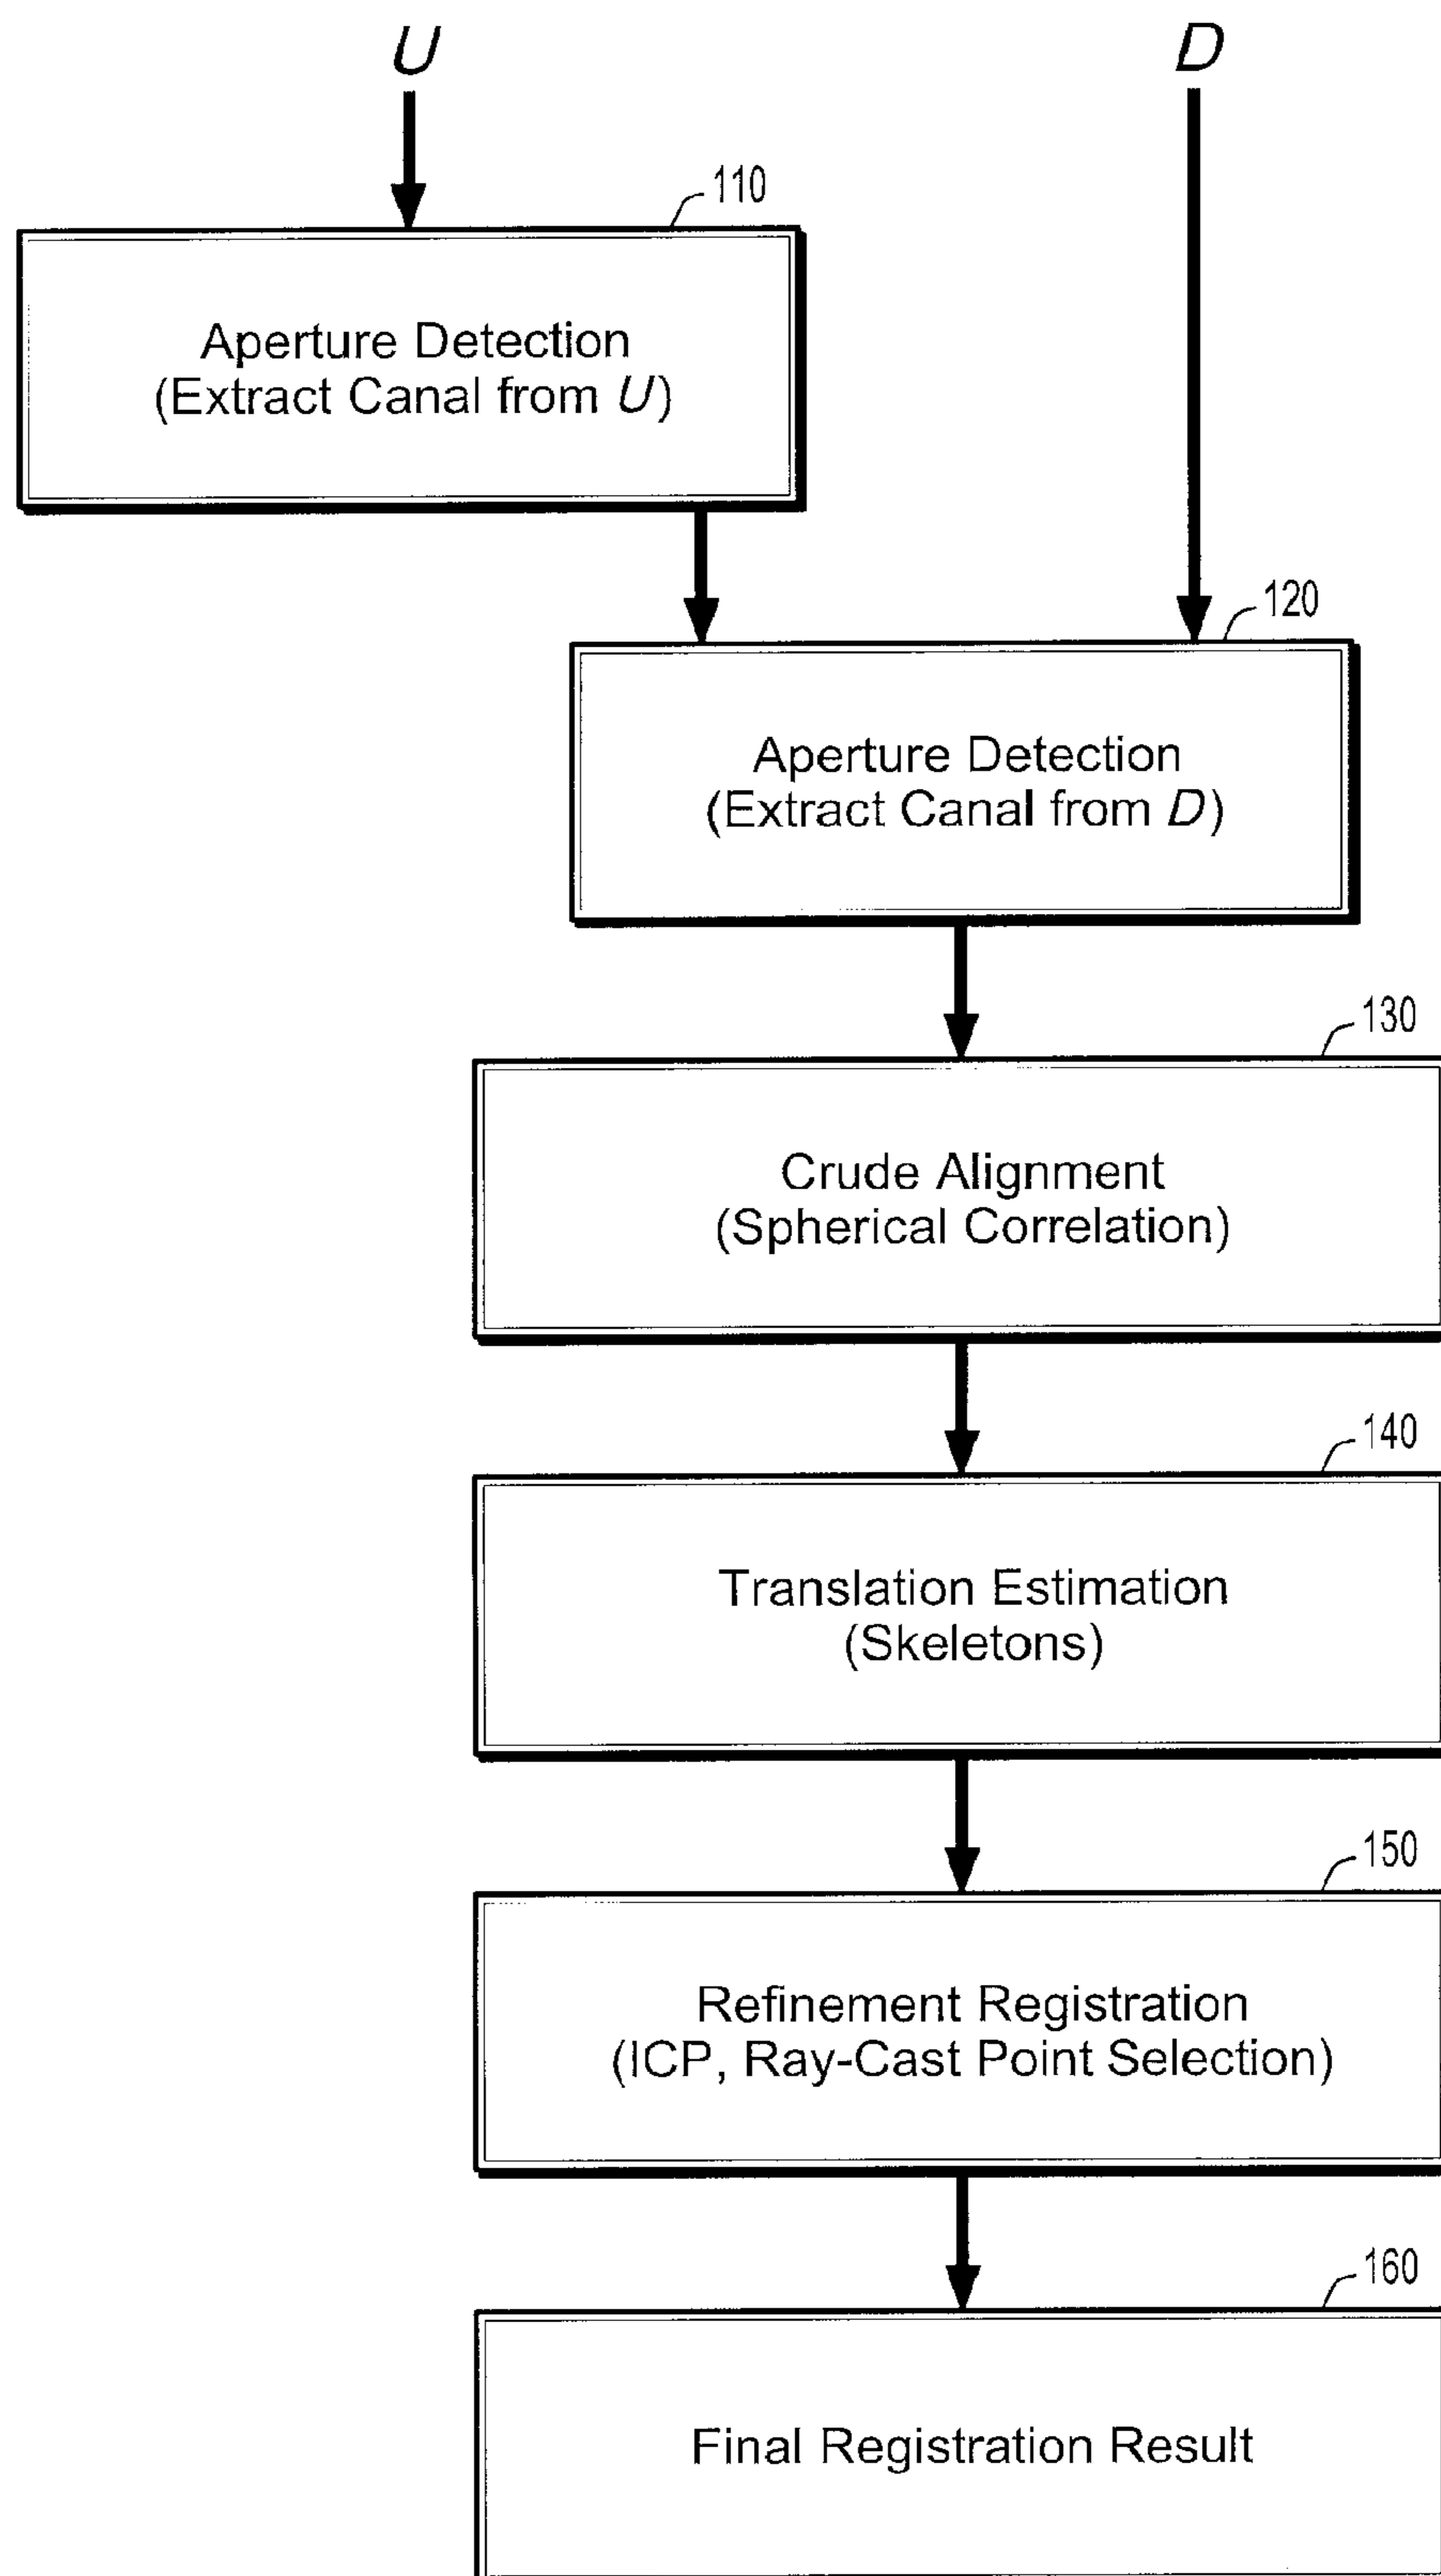 U
D
110
Aperture Detection
(Extract Canal from U)
120
Aperture Detection
(Extract Canal from D)
130
Crude Alignment
(Spherical Correlation)
140
Translation Estimation
(Skeletons)
150
Refinement Registration
(ICP, Ray-Cast Point Selection)
160
Final Registration Result